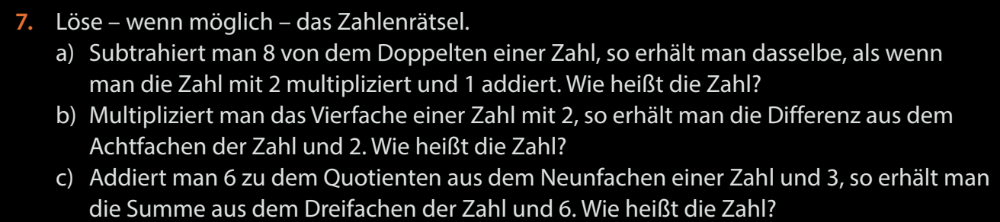 7. Löse – wenn möglich – das Zahlenrätsel.
a) Subtrahiert man 8 von dem Doppelten einer Zahl, so erhält man dasselbe, als wenn
man die Zahl mit 2 multipliziert und 1 addiert. Wie heißt die Zahl?
b) Multipliziert man das Vierfache einer Zahl mit 2, so erhält man die Differenz aus dem
Achtfachen der Zahl und 2. Wie heißt die Zahl?
c) Addiert man 6 zu dem Quotienten aus dem Neunfachen einer Zahl und 3, so erhält man
die Summe aus dem Dreifachen der Zahl und 6. Wie heißt die Zahl?